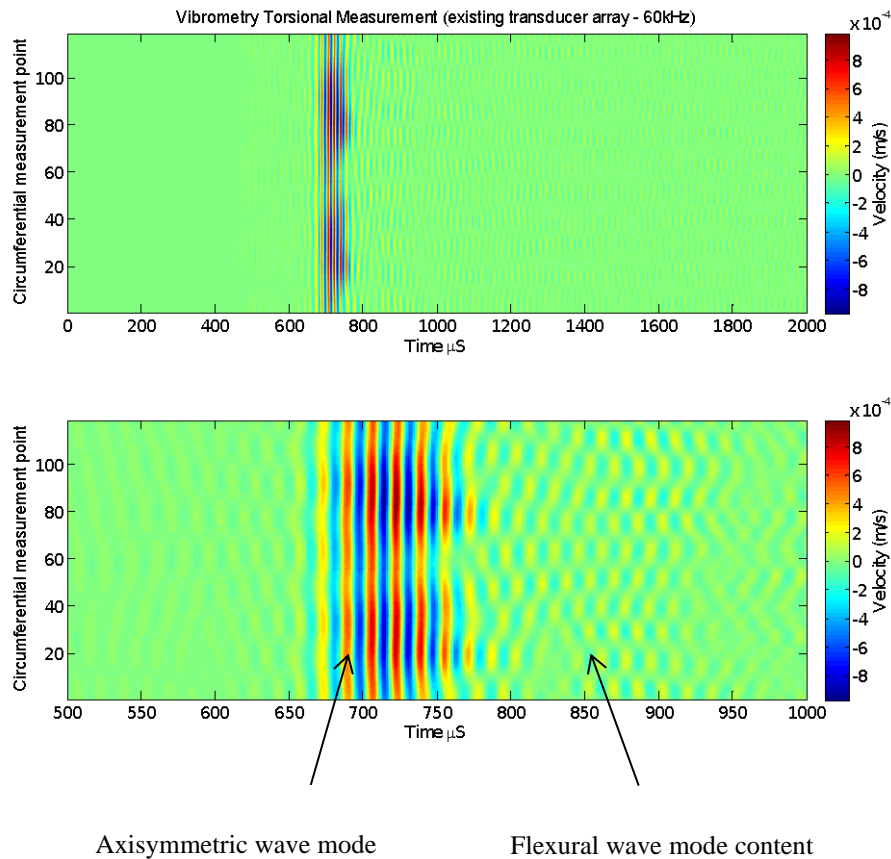 Vibrometry Torsional Measurement (existing transducer array - 60kHz)
x 10-4
Circumferential measurement point
100
80
60
40
20
0 200 400 600 800 1000 1200 1400 1600 1800 2000
Time μS
8
6
4
2
0
-2
-4
-6
-8
Velocity (m/s)
x 10-4
Circumferential measurement point
100
80
60
40
20
500 550 600 650 700 750 800 850 900 950 1000
Time μS
8
6
4
2
0
-2
-4
-6
-8
Velocity (m/s)
Axisymmetric wave mode
Flexural wave mode content